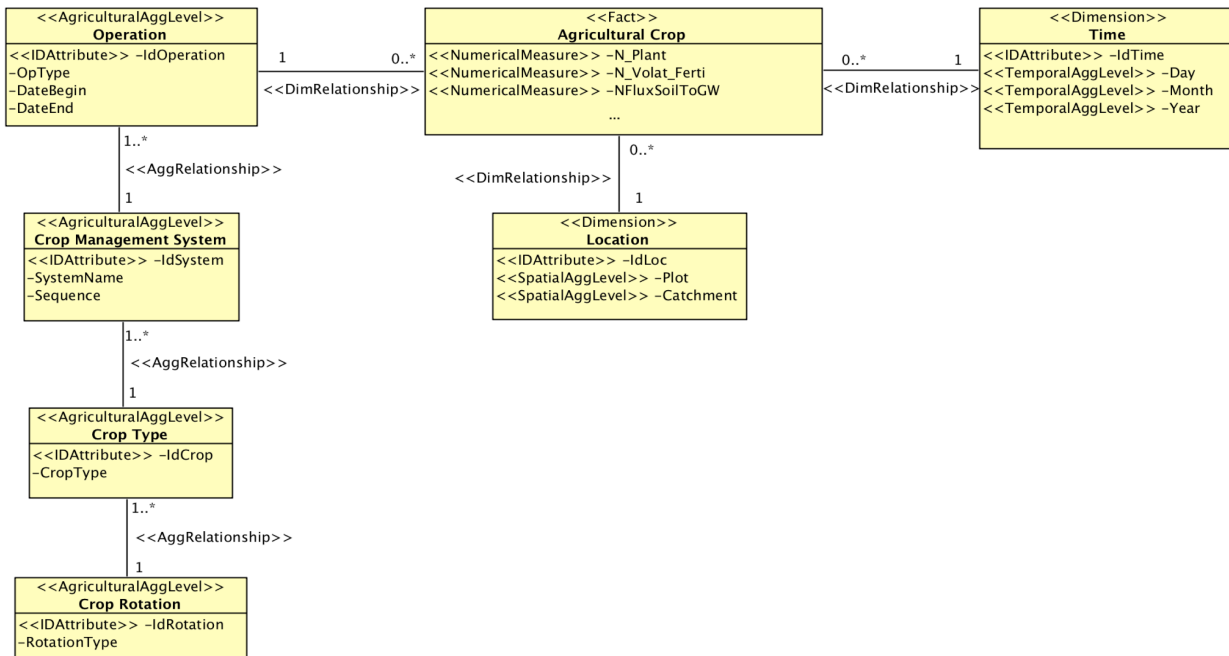 <<AgriculturalAggLevel>>
Operation
<<IDAttribute>> -IdOperation
-OpType
-DateBegin
-DateEnd
1
0..*
<<DimRelationship>>
<<Fact>>
Agricultural Crop
<<NumericalMeasure>> -N_Plant
<<NumericalMeasure>> -N_Volat_Ferti
<<NumericalMeasure>> -NFluxSoilToGW
...
0..*
1
<<DimRelationship>>
<<Dimension>>
Time
<<IDAttribute>> -IdTime
<<TemporalAggLevel>> -Day
<<TemporalAggLevel>> -Month
<<TemporalAggLevel>> -Year
1..*
<<AggRelationship>>
1
0..*
<<DimRelationship>>
1
<<AgriculturalAggLevel>>
Crop Management System
<<IDAttribute>> -IdSystem
-SystemName
-Sequence
<<Dimension>>
Location
<<IDAttribute>> -IdLoc
<<SpatialAggLevel>> -Plot
<<SpatialAggLevel>> -Catchment
1..*
<<AggRelationship>>
1
<<AgriculturalAggLevel>>
Crop Type
<<IDAttribute>> -IdCrop
-CropType
1..*
<<AggRelationship>>
1
<<AgriculturalAggLevel>>
Crop Rotation
<<IDAttribute>> -IdRotation
-RotationType